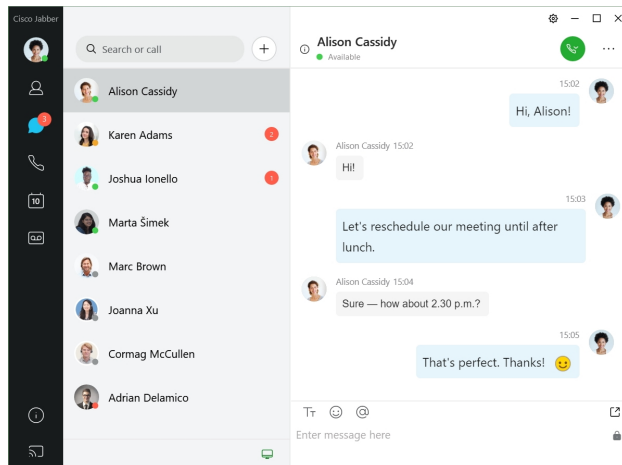 Cisco Jabber
Search or call
3
10
Alison Cassidy
Karen Adams
2
Joshua Ionello
1
Marta Šimek
Marc Brown
Joanna Xu
Cormag McCullen
Adrian Delamico
Alison Cassidy
Available
15:02
Hi, Alison!
Alison Cassidy 15:02
Hi!
15:03
Let's reschedule our meeting until after
lunch.
Alison Cassidy 15:04
Sure — how about 2.30 p.m.?
15:05
That's perfect. Thanks!
Enter message here